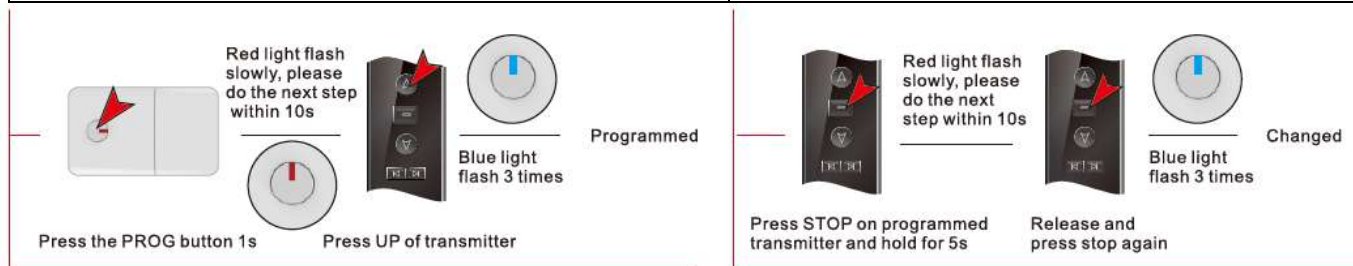 Red light flash
slowly, please
do the next step
within 10s
Programmed
Blue light
flash 3 times
Press the PROG button 1s
Press UP of transmitter
Red light flash
slowly, please
do the next
step within 10s
Changed
Blue light
flash 3 times
Press STOP on programmed
transmitter and hold for 5s
Release and
press stop again